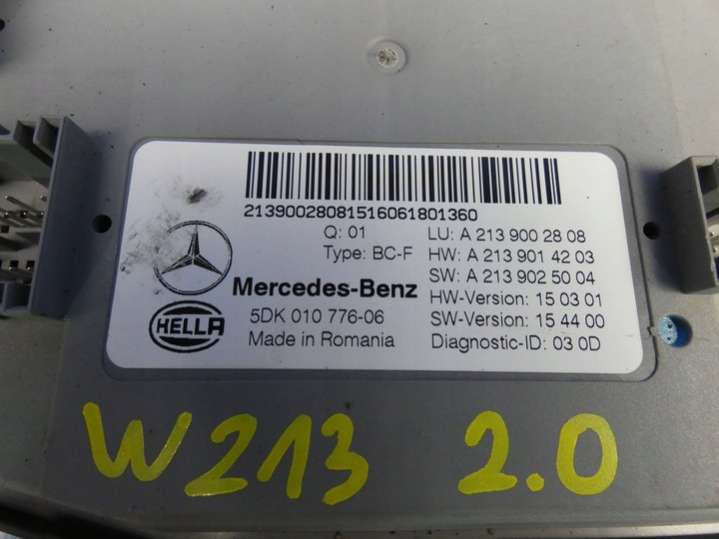 21390028081516061801360
Q: 01
Type: BC-F
Mercedes-Benz
HELLA
5DK 010 776-06
Made in Romania
LU: A 213 900 28 08
HW: A 213 901 42 03
SW: A 213 902 50 04
HW-Version: 15 03 01
SW-Version: 15 44 00
Diagnostic-ID: 03 0D
W213 2.0